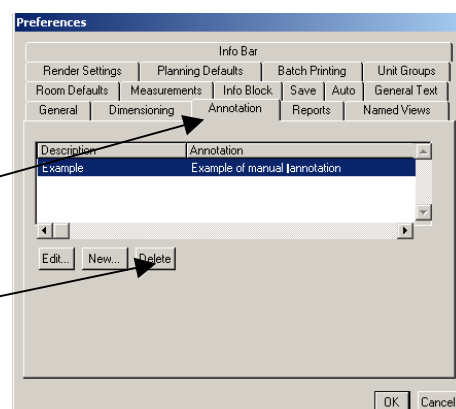 Preferences
Info Bar
Render Settings Planning Defaults Batch Printing Unit Groups
Room Defaults Measurements Info Block Save Auto General Text
General Dimensioning Annotation Reports Named Views
Description Annotation
Example Example of manual annotation
Edit... New... Delete
OK Cancel